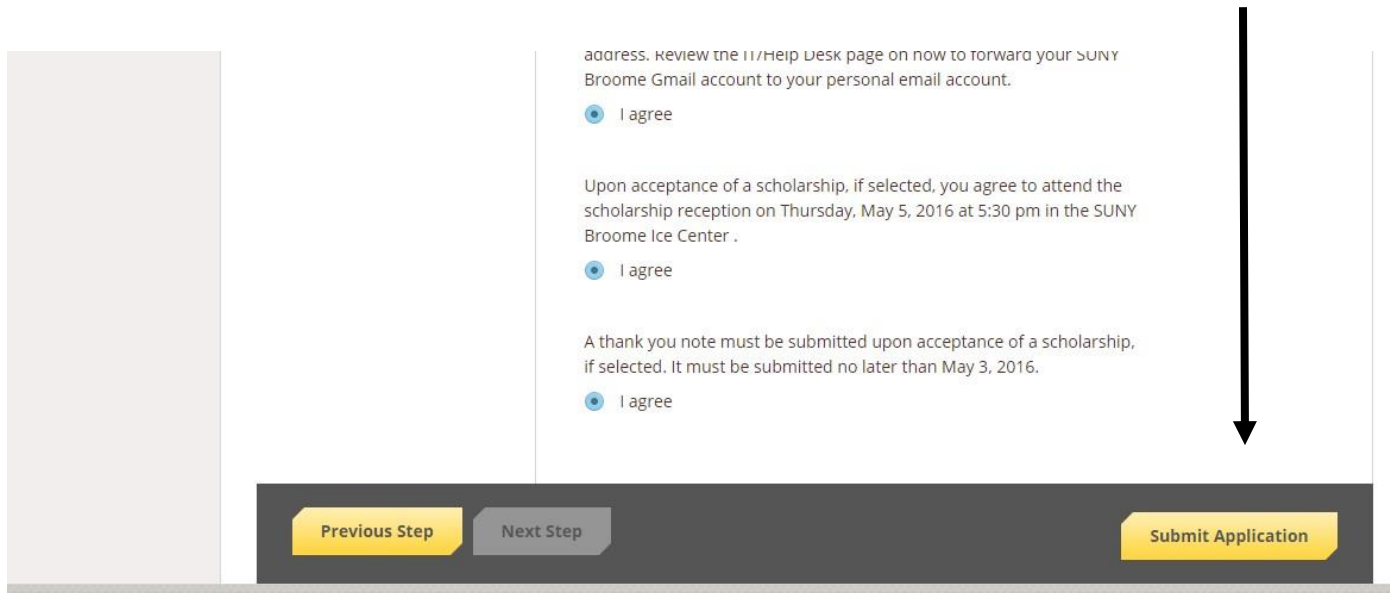 address. Review the IT/Help Desk page on how to forward your SUNY
Broome Gmail account to your personal email account.
I agree
Upon acceptance of a scholarship, if selected, you agree to attend the
scholarship reception on Thursday, May 5, 2016 at 5:30 pm in the SUNY
Broome Ice Center .
I agree
A thank you note must be submitted upon acceptance of a scholarship,
if selected. It must be submitted no later than May 3, 2016.
I agree
Previous Step
Next Step
Submit Application